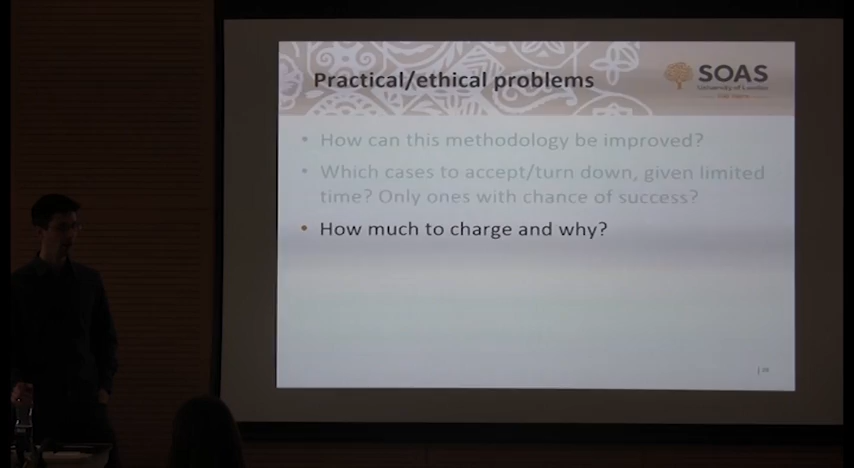 Practical/ethical problems
SOAS
University of London
• How can this methodology be improved?
• Which cases to accept/turn down, given limited
time? Only ones with chance of success?
• How much to charge and why?